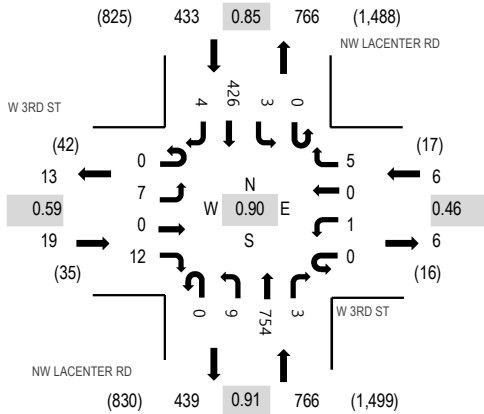 (825) 433 0.85 766 (1,488)
NW LACENTER RD
W 3RD ST
4 426 3 0
(42)
13
0.59
19
(35)
0
7
0
12
N
W 0.90 E
S
5
0
1
0
(17)
6
0.46
6
(16)
0 9 754 3
W 3RD ST
NW LACENTER RD
(830) 439 0.91 766 (1,499)